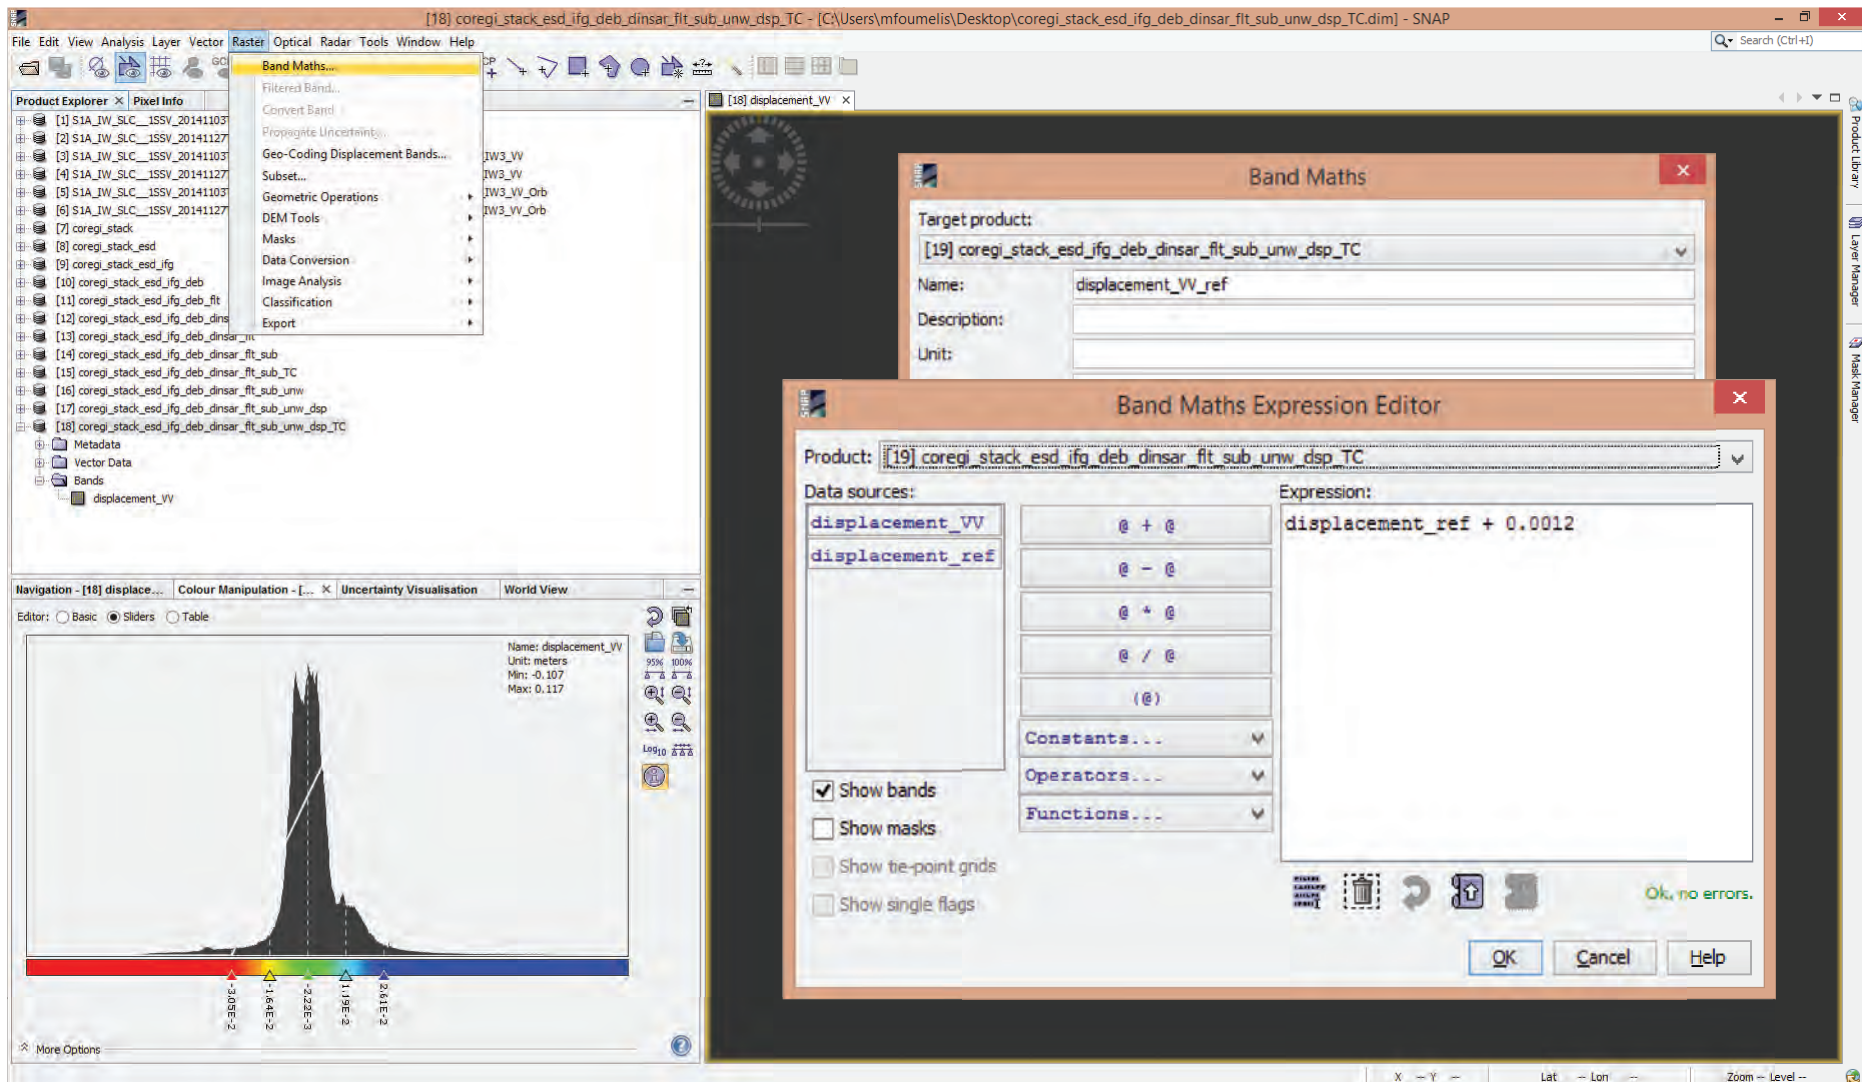 [18] coregi_stack_esd_ifg_deb_dinsar_flt_sub_unw_dsp_TC - [C:\Users\mfoumelis\Desktop\coregi_stack_esd_ifg_deb_dinsar_flt_sub_unw_dsp_TC.dim] - SNAP
File Edit View Analysis Layer Vector Raster Optical Radar Tools Window Help
Search (Ctrl+I)
Band Maths...
Filtered Band...
Convert Band
Propagate Uncertainty...
Geo-Coding Displacement Bands...
Subset...
Geometric Operations
DEM Tools
Masks
Data Conversion
Image Analysis
Classification
Export
Product Explorer Pixel Info
[1] S1A_IW_SLC__1SSV_20141103
[2] S1A_IW_SLC__1SSV_20141127
[3] S1A_IW_SLC__1SSV_20141103 IW3_VV
[4] S1A_IW_SLC__1SSV_20141127 IW3_VV
[5] S1A_IW_SLC__1SSV_20141103 IW3_VV_Orb
[6] S1A_IW_SLC__1SSV_20141127 IW3_VV_Orb
[7] coregi_stack
[8] coregi_stack_esd
[9] coregi_stack_esd_ifg
[10] coregi_stack_esd_ifg_deb
[11] coregi_stack_esd_ifg_deb_flt
[12] coregi_stack_esd_ifg_deb_dins
[13] coregi_stack_esd_ifg_deb_dinsar_flt
[14] coregi_stack_esd_ifg_deb_dinsar_flt_sub
[15] coregi_stack_esd_ifg_deb_dinsar_flt_sub_TC
[16] coregi_stack_esd_ifg_deb_dinsar_flt_sub_unw
[17] coregi_stack_esd_ifg_deb_dinsar_flt_sub_unw_dsp
[18] coregi_stack_esd_ifg_deb_dinsar_flt_sub_unw_dsp_TC
Metadata
Vector Data
Bands
displacement_VV
Navigation - [18] displace... Colour Manipulation - [... Uncertainty Visualisation World View
Editor: Basic Sliders Table
Name: displacement_VV
Unit: meters
Min: -0.107
Max: 0.117
95% 100%
Log10
-3.05E-2
-1.64E-2
-2.22E-3
1.19E-2
2.61E-2
More Options
[18] displacement_VV
Product Library
Layer Manager
Mask Manager
Band Maths
Target product:
[19] coregi_stack_esd_ifg_deb_dinsar_flt_sub_unw_dsp_TC
Name: displacement_VV_ref
Description:
Unit:
Band Maths Expression Editor
Product: [19] coregi_stack_esd_ifg_deb_dinsar_flt_sub_unw_dsp_TC
Data sources:
displacement_VV
displacement_ref
@ + @
@ - @
@ * @
@ / @
(@)
Constants...
Operators...
Functions...
Expression:
displacement_ref + 0.0012
Show bands
Show masks
Show tie-point grids
Show single flags
Ok, no errors.
OK Cancel Help
X -- Y -- Lat -- Lon -- Zoom -- Level --